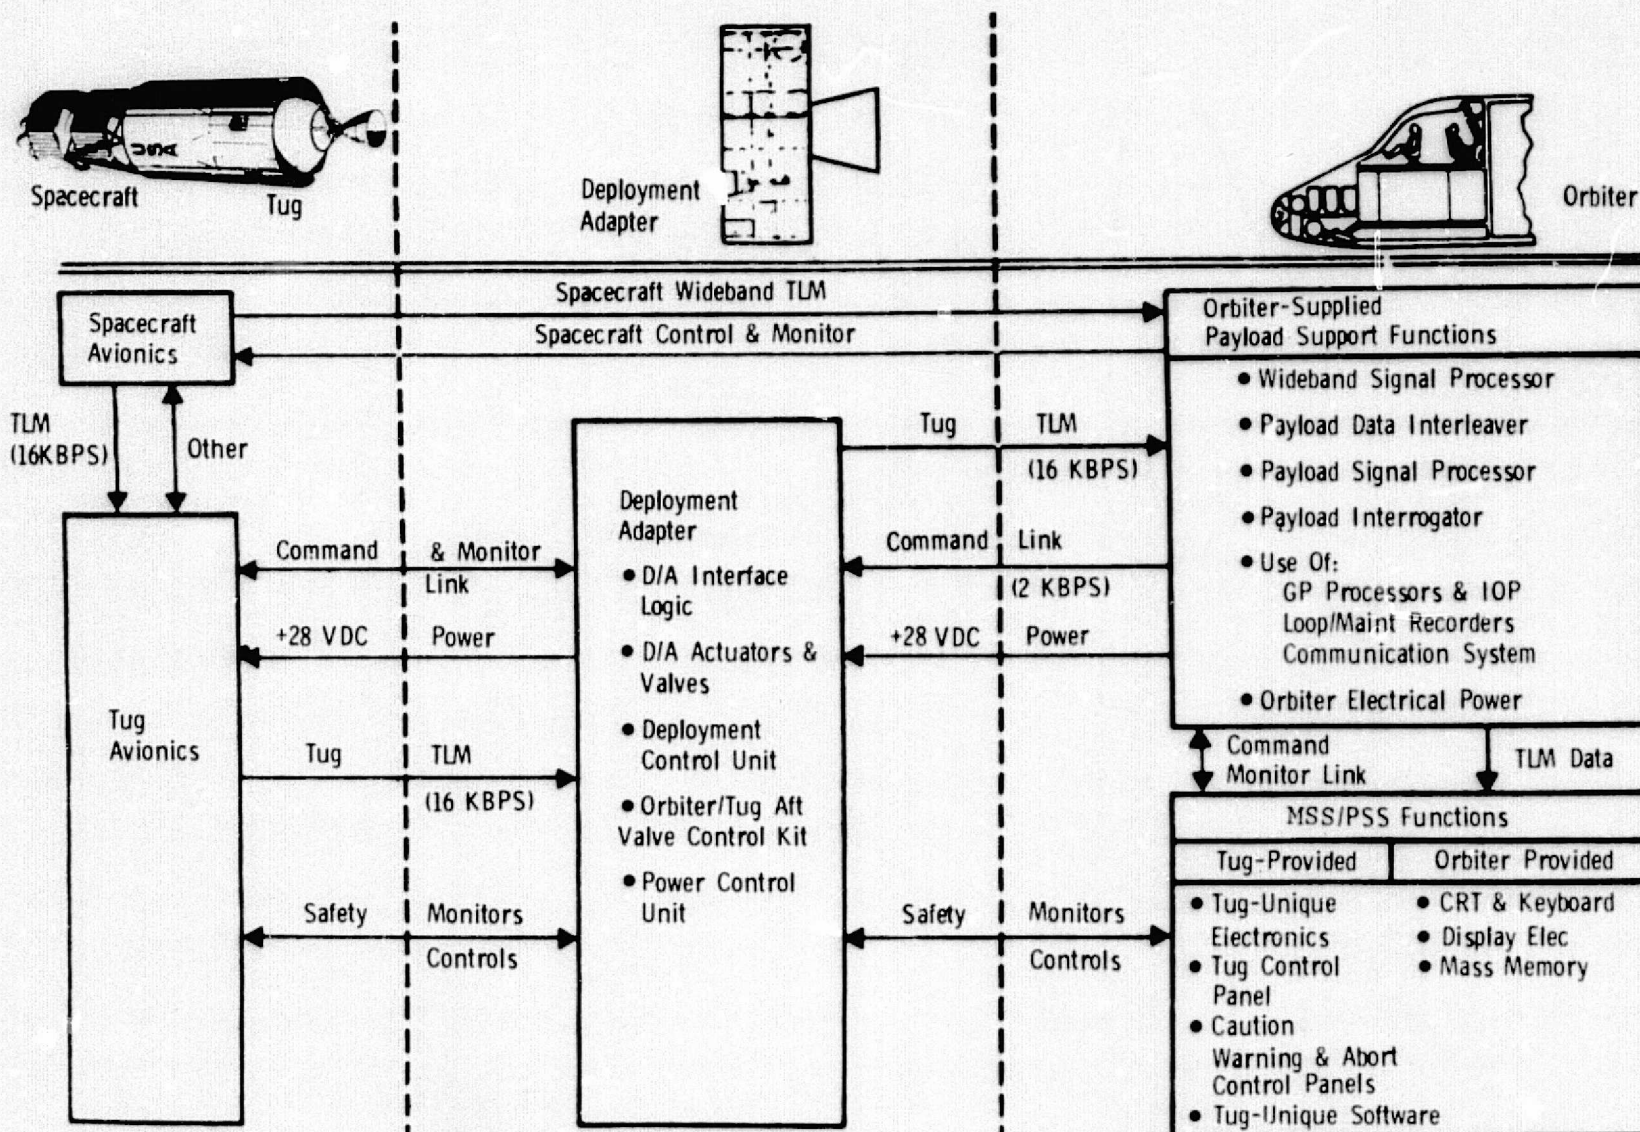 USA
Spacecraft
Tug
Deployment
Adapter
Orbiter
Spacecraft Wideband TLM
Spacecraft Control & Monitor
Spacecraft
Avionics
TLM
(16KBPS)
Other
Tug
Avionics
Command & Monitor
Link
+28 VDC Power
Tug TLM
(16 KBPS)
Safety Monitors
Controls
Deployment
Adapter
• D/A Interface
Logic
• D/A Actuators &
Valves
• Deployment
Control Unit
• Orbiter/Tug Aft
Valve Control Kit
• Power Control
Unit
Tug TLM
(16 KBPS)
Command Link
(2 KBPS)
+28 VDC Power
Safety Monitors
Controls
Orbiter-Supplied
Payload Support Functions
• Wideband Signal Processor
• Payload Data Interleaver
• Payload Signal Processor
• Payload Interrogator
• Use Of:
GP Processors & IOP
Loop/Maint Recorders
Communication System
• Orbiter Electrical Power
Command
Monitor Link
TLM Data
MSS/PSS Functions
Tug-Provided
• Tug-Unique
Electronics
• Tug Control
Panel
• Caution
Warning & Abort
Control Panels
• Tug-Unique Software
Orbiter Provided
• CRT & Keyboard
• Display Elec
• Mass Memory